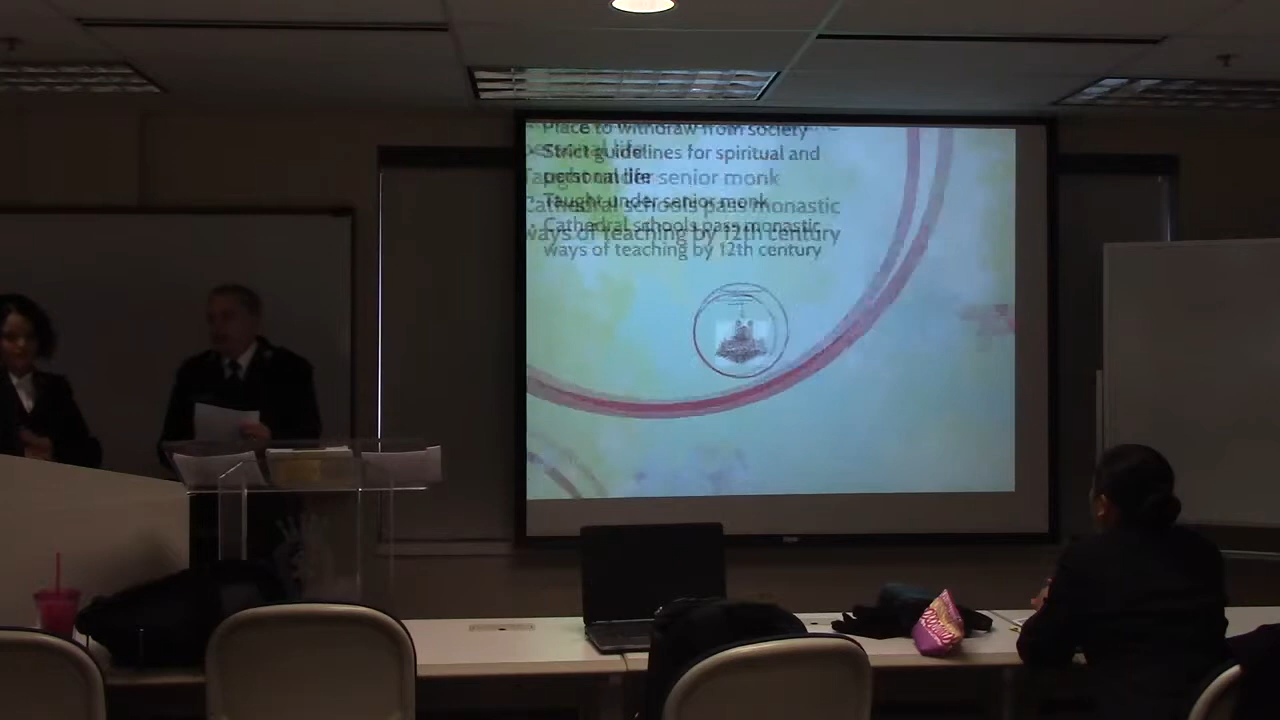 Place to withdraw from society
Strict guidelines for spiritual and
personal life
Taught under senior monk
Cathedral schools pass monastic
ways of teaching by 12th century